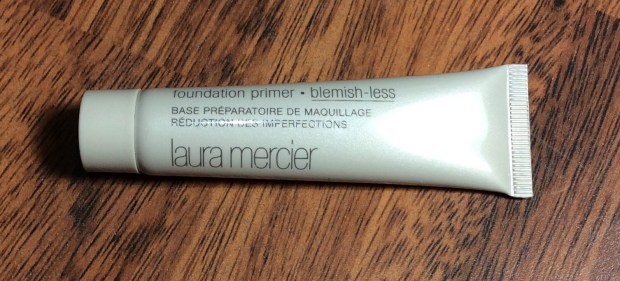 foundation primer • blemish-less
BASE PRÉPARATOIRE DE MAQUILLAGE
RÉDUCTION DES IMPERFECTIONS
laura mercier